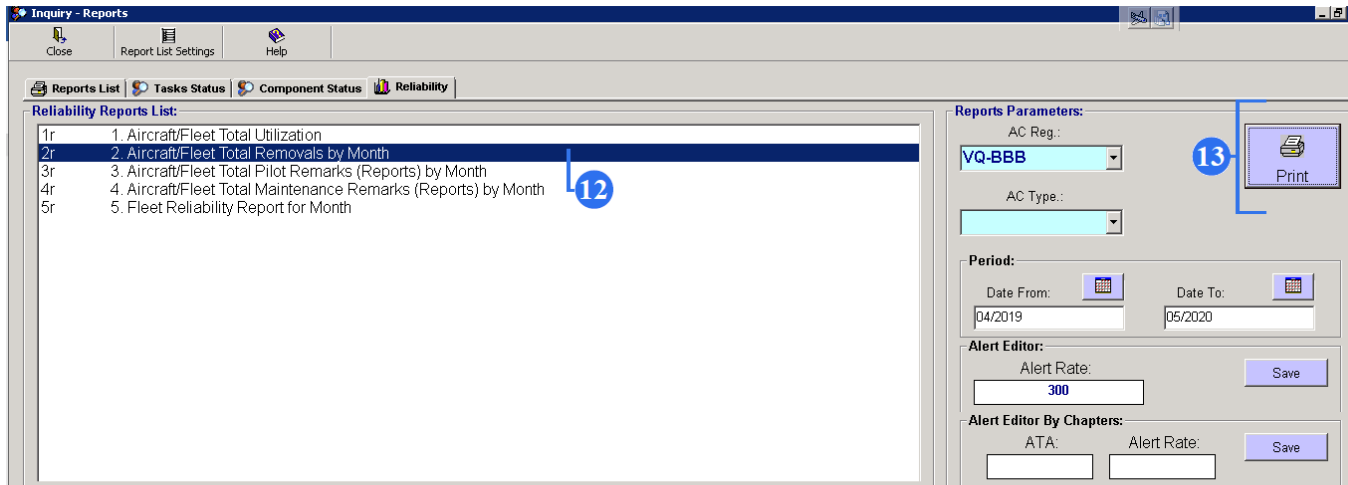 Inquiry - Reports
Close
Report List Settings
Help
Reports List
Tasks Status
Component Status
Reliability
Reliability Reports List:
1r 1. Aircraft/Fleet Total Utilization
2r 2. Aircraft/Fleet Total Removals by Month
3r 3. Aircraft/Fleet Total Pilot Remarks (Reports) by Month
4r 4. Aircraft/Fleet Total Maintenance Remarks (Reports) by Month
5r 5. Fleet Reliability Report for Month
12
Reports Parameters:
AC Reg.:
VQ-BBB
13
Print
AC Type.:
Period:
Date From:
Date To:
04/2019
05/2020
Alert Editor:
Alert Rate:
300
Save
Alert Editor By Chapters:
ATA:
Alert Rate:
Save